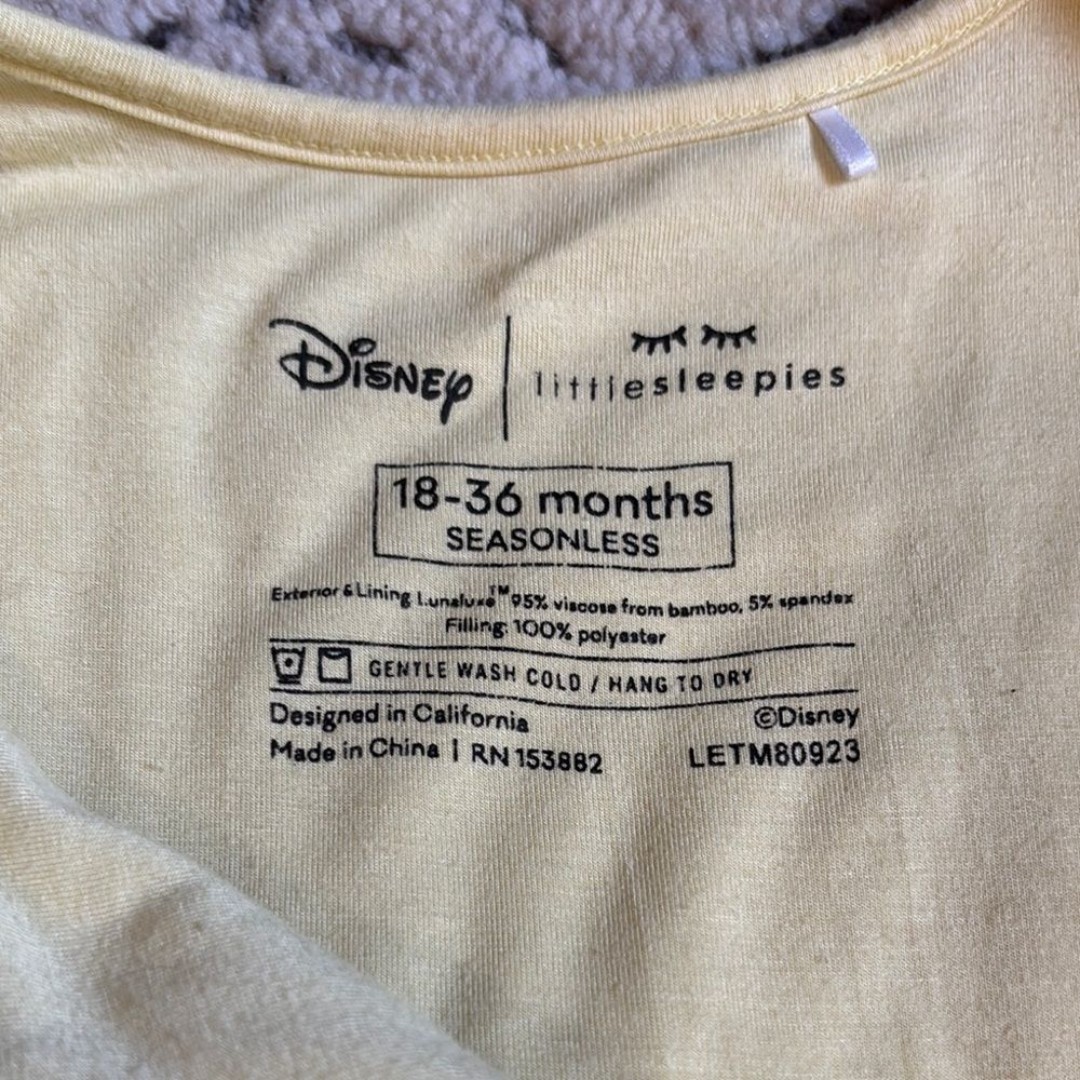 Disney | littlesleepies
18-36 months
SEASONLESS
Exterior & Lining Lunaluxe™ 95% viscose from bamboo, 5% spandex
Filling: 100% polyester
GENTLE WASH COLD / HANG TO DRY
Designed in California ©Disney
Made in China | RN 153882 LETM80923